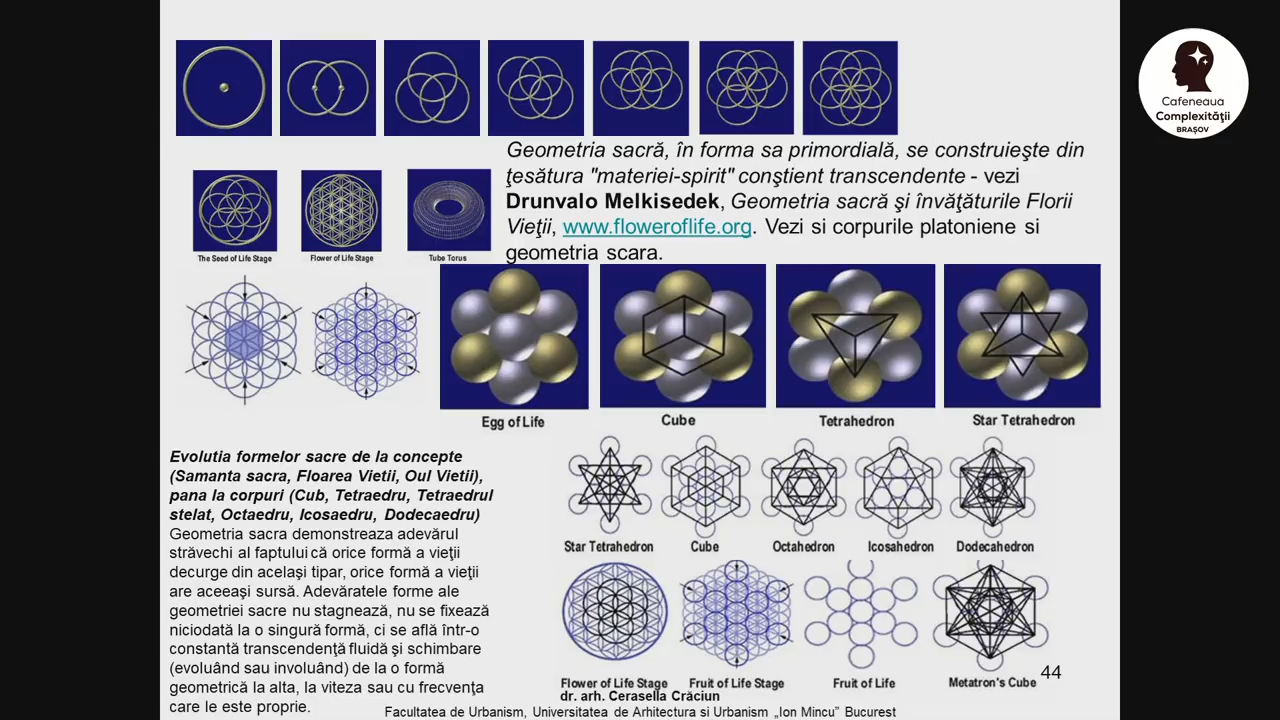 Cafeneaua
Complexităţii
BRAŞOV
Geometria sacră, în forma sa primordială, se construieşte din
ţesătura "materiei-spirit" conştient transcendente - vezi
Drunvalo Melkisedek, Geometria sacră şi învăţăturile Florii
Vieţii, www.floweroflife.org. Vezi si corpurile platoniene si
geometria scara.
The Seed of Life Stage
Flower of Life Stage
Tube Torus
Egg of Life
Cube
Tetrahedron
Star Tetrahedron
Evolutia formelor sacre de la concepte
(Samanta sacra, Floarea Vietii, Oul Vietii),
pana la corpuri (Cub, Tetraedru, Tetraedrul
stelat, Octaedru, Icosaedru, Dodecaedru)
Geometria sacra demonstreaza adevărul
străvechi al faptului că orice formă a vieţii
decurge din acelaşi tipar, orice formă a vieţii
are aceeaşi sursă. Adevăratele forme ale
geometriei sacre nu stagnează, nu se fixează
niciodată la o singură formă, ci se află într-o
constantă transcendenţă fluidă şi schimbare
(evoluând sau involuând) de la o formă
geometrică la alta, la viteza sau cu frecvenţa
care le este proprie.
Star Tetrahedron
Cube
Octahedron
Icosahedron
Dodecahedron
Flower of Life Stage
Fruit of Life Stage
Fruit of Life
Metatron's Cube
44
dr. arh. Cerasella Crăciun
Facultatea de Urbanism, Universitatea de Arhitectura si Urbanism „Ion Mincu” Bucurest